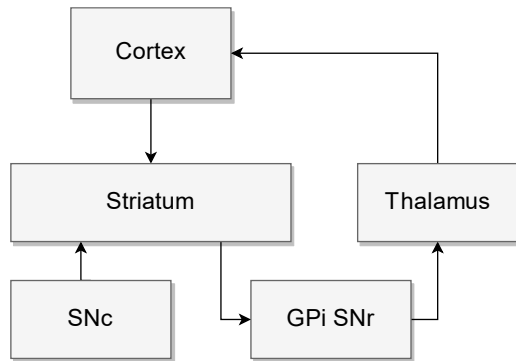 Cortex
Striatum
Thalamus
SNc
GPi SNr